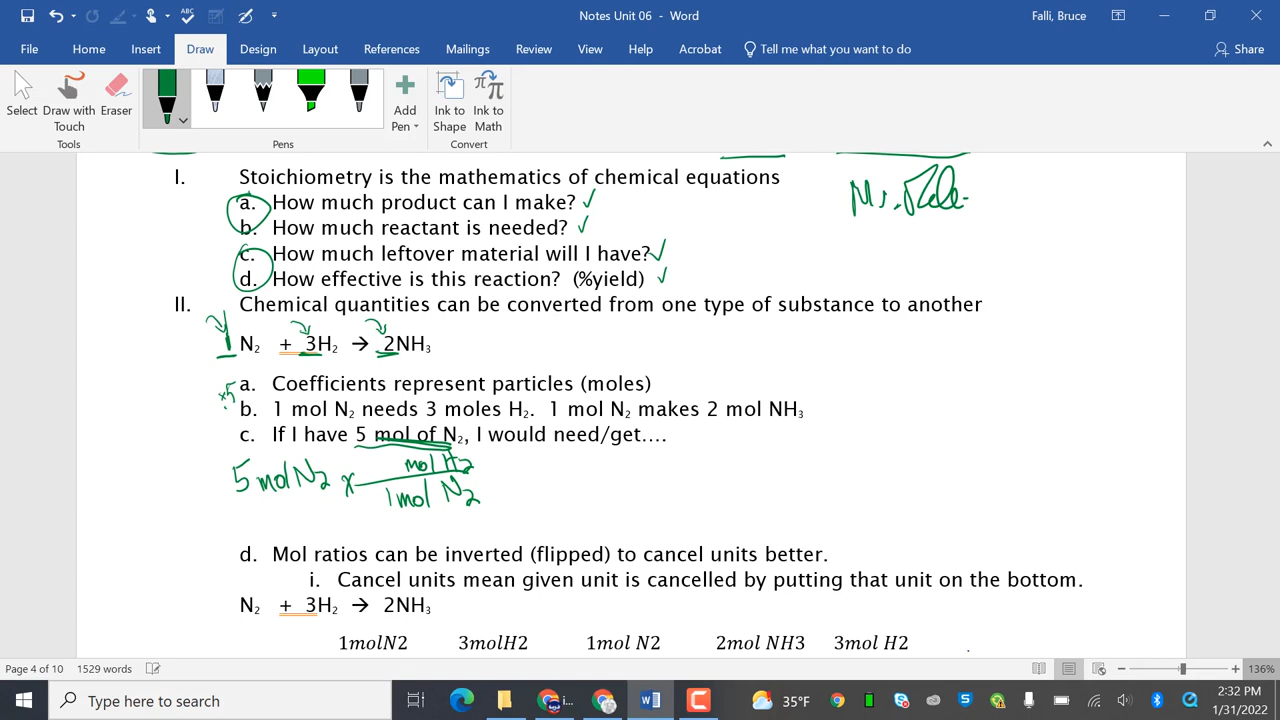 Notes Unit 06 - Word
Falli, Bruce
File Home Insert Draw Design Layout References Mailings Review View Help Acrobat Tell me what you want to do Share
Select Draw with Touch Eraser Add Pen Ink to Shape Ink to Math
Tools Pens Convert
I. Stoichiometry is the mathematics of chemical equations
a. How much product can I make? ✓
b. How much reactant is needed? ✓
c. How much leftover material will I have? ✓
d. How effective is this reaction? (%yield) ✓
II. Chemical quantities can be converted from one type of substance to another
1 N₂ + 3H₂ → 2NH₃
a. Coefficients represent particles (moles)
x5
b. 1 mol N₂ needs 3 moles H₂. 1 mol N₂ makes 2 mol NH₃
c. If I have 5 mol of N₂, I would need/get....
mol H2
5 mol N2 x
1 mol N2
d. Mol ratios can be inverted (flipped) to cancel units better.
i. Cancel units mean given unit is cancelled by putting that unit on the bottom.
N₂ + 3H₂ → 2NH₃
1molN2 3molH2 1mol N2 2mol NH3 3mol H2
Page 4 of 10 1529 words 136%
Type here to search i... 35°F 2:32 PM
1/31/2022